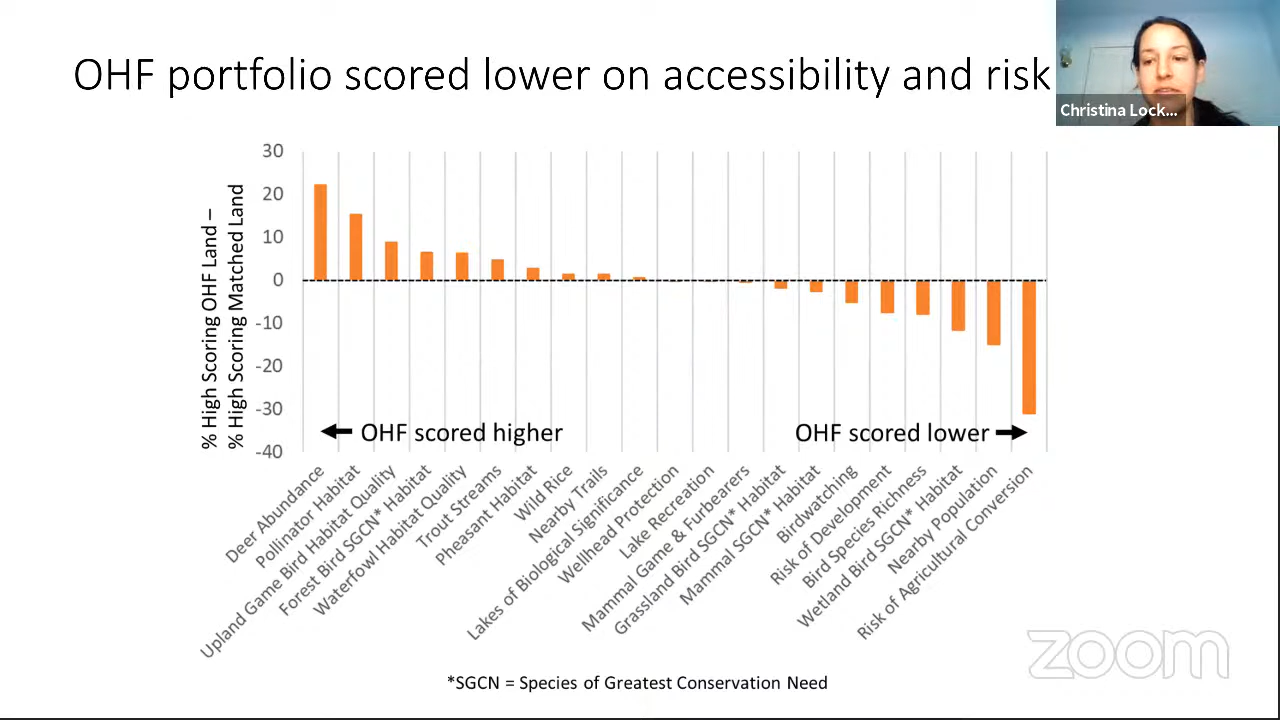 OHF portfolio scored lower on accessibility and risk
Christina Lock...
% High Scoring OHF Land –
% High Scoring Matched Land
30
20
10
0
-10
-20
-30
-40
OHF scored higher
OHF scored lower
Deer Abundance
Pollinator Habitat
Upland Game Bird Habitat Quality
Forest Bird SGCN* Habitat
Waterfowl Habitat Quality
Trout Streams
Pheasant Habitat
Wild Rice
Nearby Trails
Lakes of Biological Significance
Wellhead Protection
Lake Recreation
Mammal Game & Furbearers
Grassland Bird SGCN* Habitat
Mammal SGCN* Habitat
Birdwatching
Risk of Development
Bird Species Richness
Wetland Bird SGCN* Habitat
Nearby Population
Risk of Agricultural Conversion
zoom
*SGCN = Species of Greatest Conservation Need